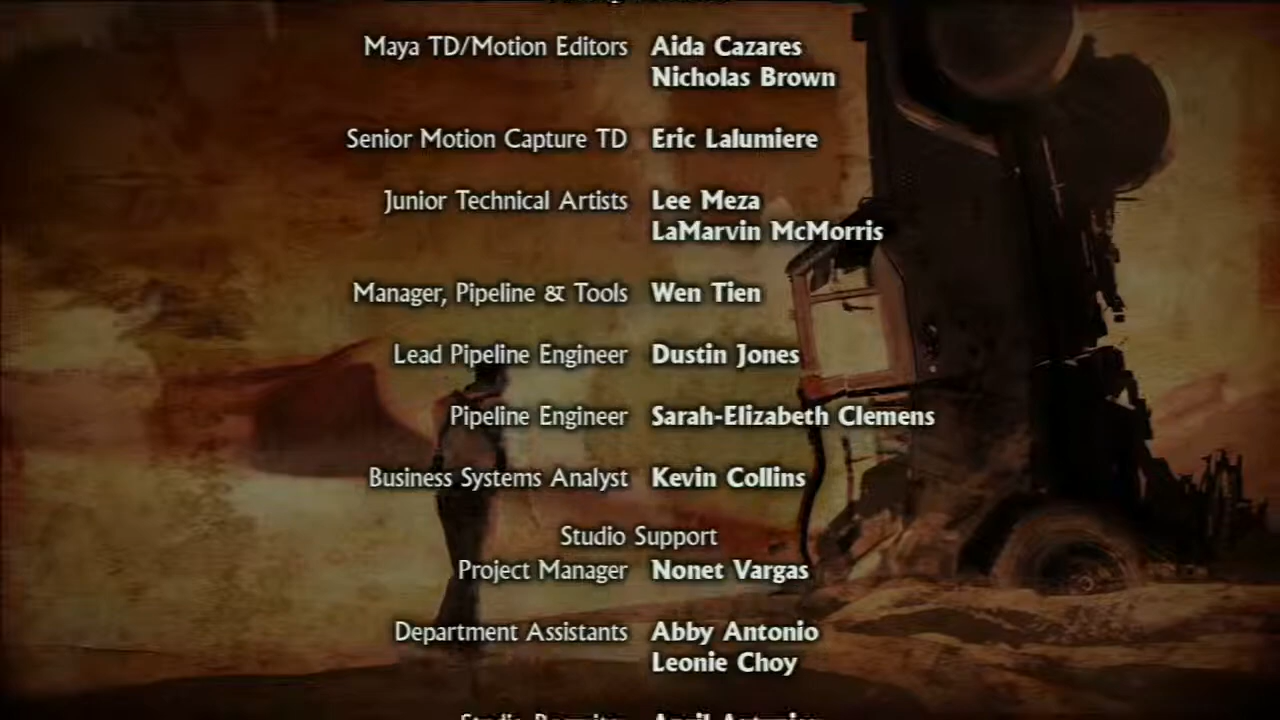 Maya TD/Motion Editors Aida Cazares
Nicholas Brown
Senior Motion Capture TD Eric Lalumiere
Junior Technical Artists Lee Meza
LaMarvin McMorris
Manager, Pipeline & Tools Wen Tien
Lead Pipeline Engineer Dustin Jones
Pipeline Engineer Sarah-Elizabeth Clemens
Business Systems Analyst Kevin Collins
Studio Support
Project Manager Nonet Vargas
Department Assistants Abby Antonio
Leonie Choy